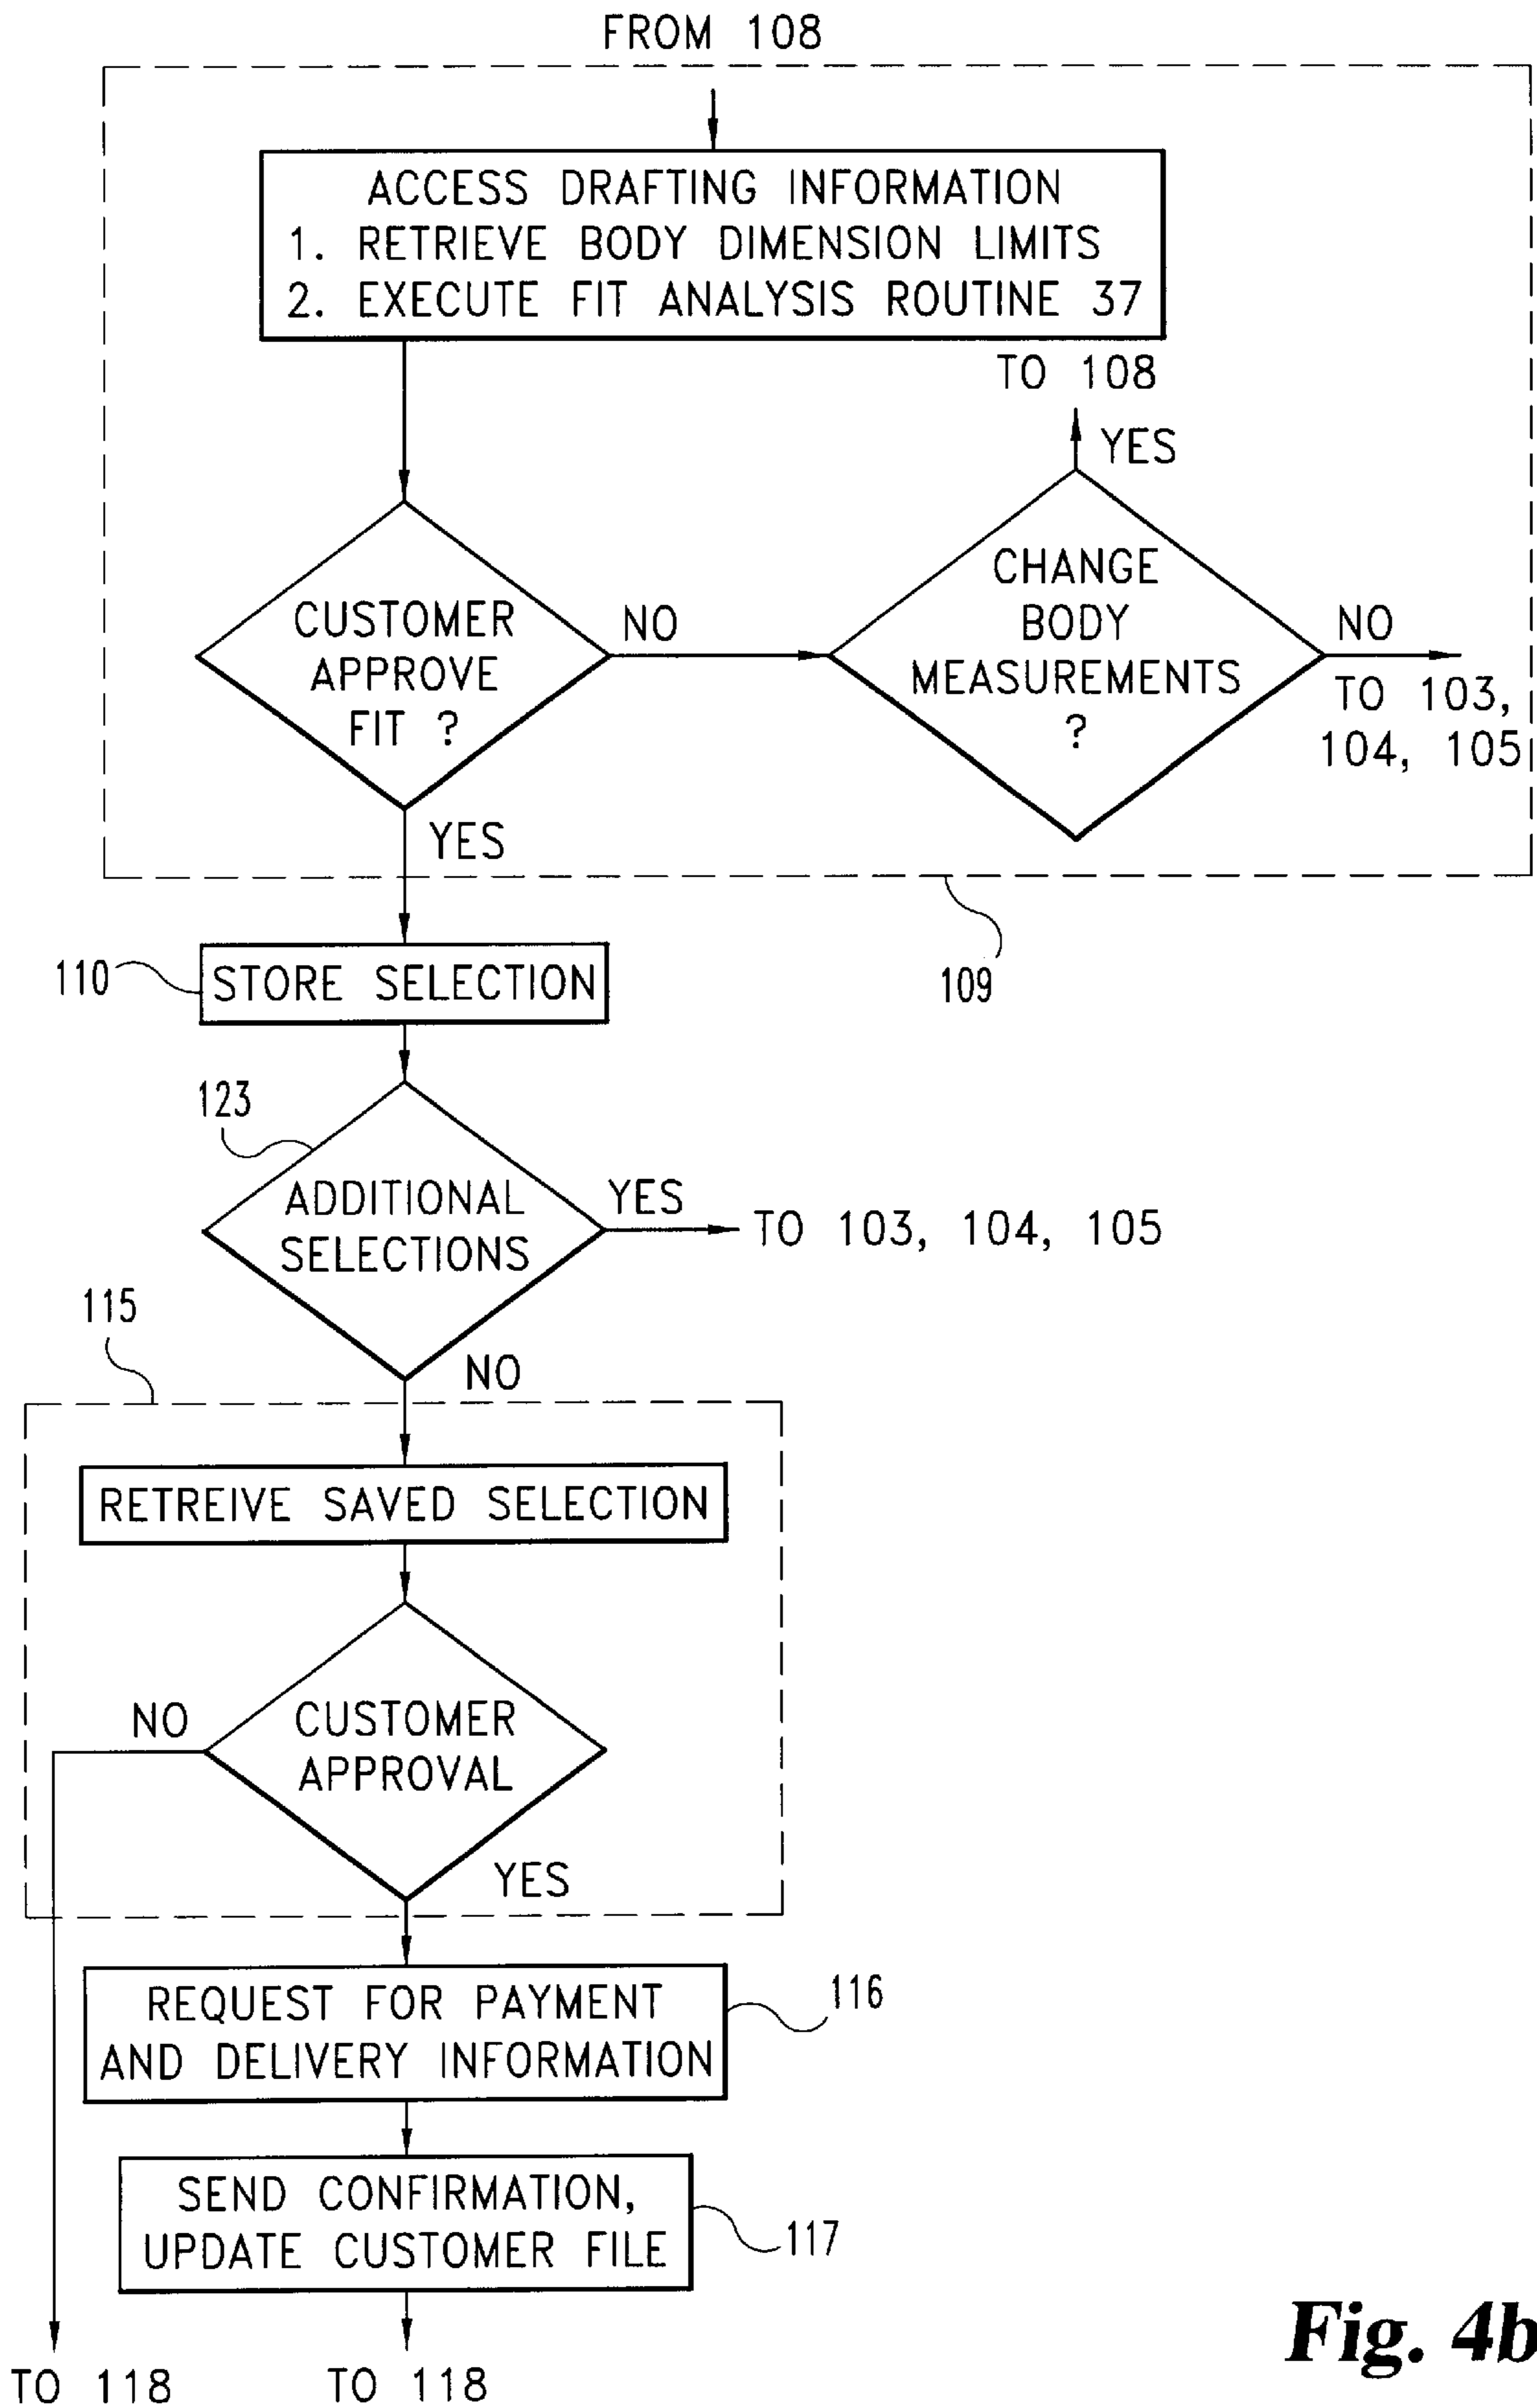 FROM 108
ACCESS DRAFTING INFORMATION
1. RETRIEVE BODY DIMENSION LIMITS
2. EXECUTE FIT ANALYSIS ROUTINE 37
TO 108
YES
CUSTOMER
APPROVE
FIT ?
NO
CHANGE
BODY
MEASUREMENTS
?
NO
TO 103,
104, 105
YES
109
110
STORE SELECTION
123
ADDITIONAL
SELECTIONS
YES
TO 103, 104, 105
NO
115
RETREIVE SAVED SELECTION
NO
CUSTOMER
APPROVAL
YES
REQUEST FOR PAYMENT
AND DELIVERY INFORMATION
116
SEND CONFIRMATION,
UPDATE CUSTOMER FILE
117
TO 118
TO 118
Fig. 4b